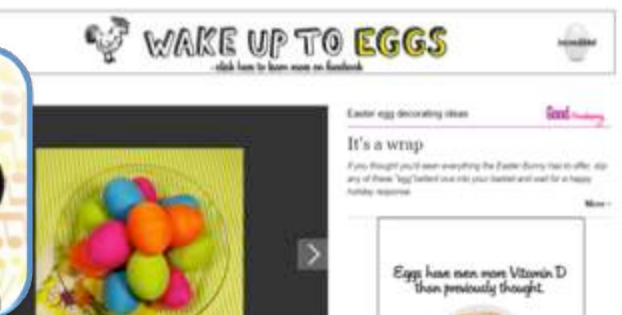 WAKE UP TO EGGS
- click here to learn more on facebook
Easter egg decorating ideas
Good
It's a wrap
If you thought you'd seen everything the Easter Bunny has to offer, slip
any of these "egg"cellent
into your basket and wait for a happy
holiday response.
More ›
Eggs have even more Vitamin D
than previously thought.